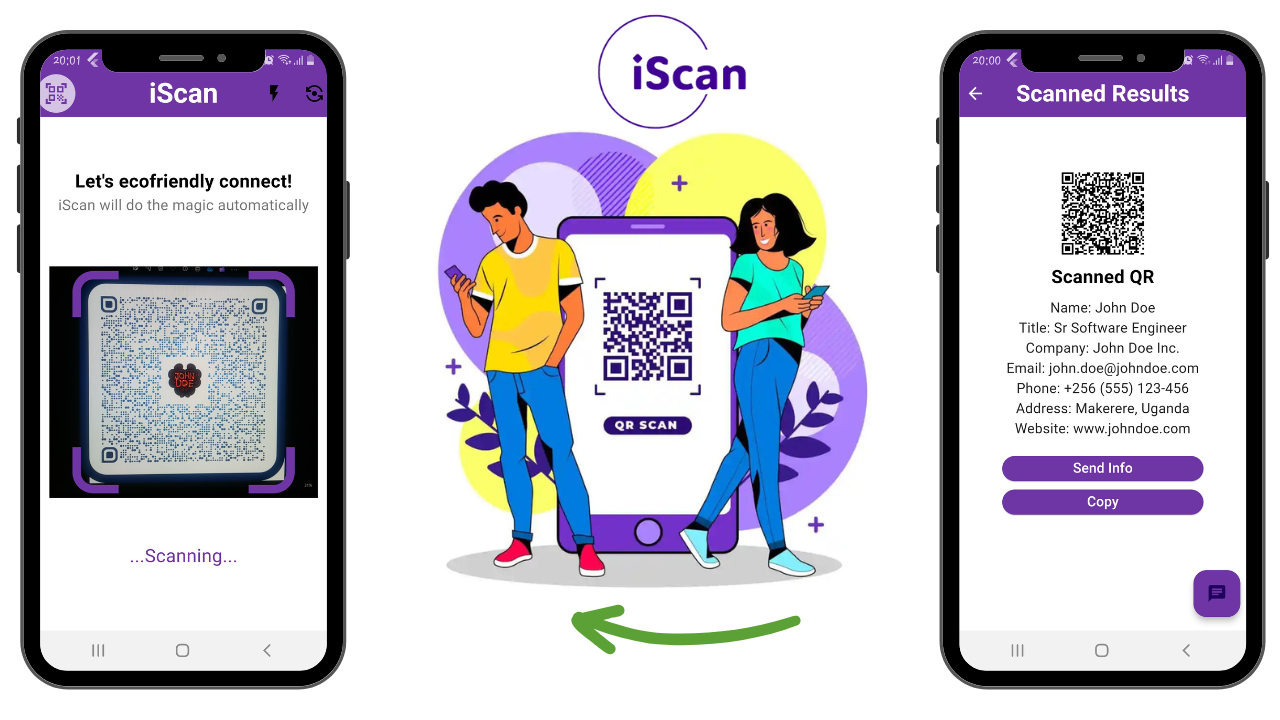 20:01
iScan
Let's ecofriendly connect!
iScan will do the magic automatically
JOHN
DOE
...Scanning...
iScan
QR SCAN
20:00
Scanned Results
Scanned QR
Name: John Doe
Title: Sr Software Engineer
Company: John Doe Inc.
Email: john.doe@johndoe.com
Phone: +256 (555) 123-456
Address: Makerere, Uganda
Website: www.johndoe.com
Send Info
Copy